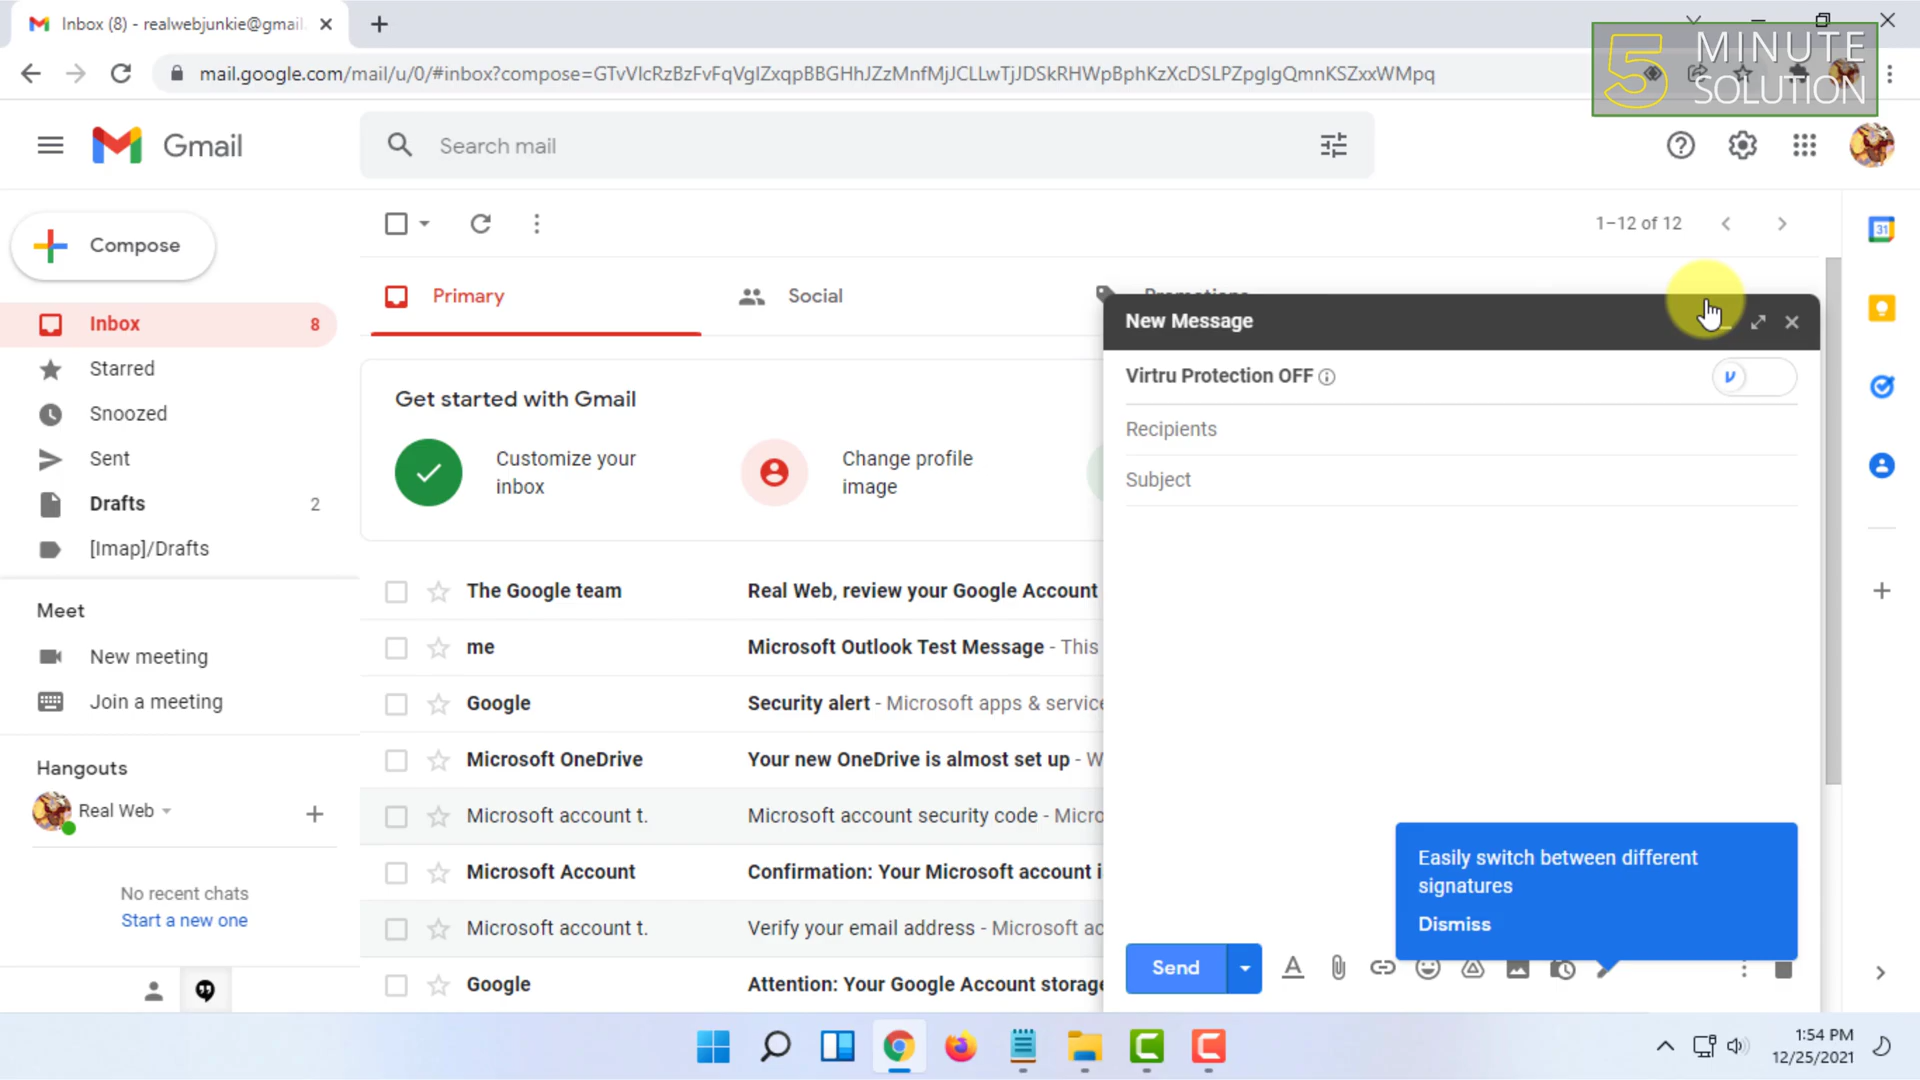 Inbox (8) - realwebjunkie@gmail.
mail.google.com/mail/u/0/#inbox?compose=GTvVlcRzBzFvFqVglZxqpBBGHhJZzMnfMjJCLLwTjJDSkRHWpBphKzXcDSLPZpglgQmnKSZxxWMpq
5 MINUTE
SOLUTION
Gmail
Search mail
Compose
1–12 of 12
31
Primary
Social
Promotions
Inbox 8
Starred
Snoozed
Sent
Drafts 2
[Imap]/Drafts
Get started with Gmail
Customize your
inbox
Change profile
image
New Message
Virtru Protection OFF
Recipients
Subject
Meet
New meeting
Join a meeting
Hangouts
Real Web
No recent chats
Start a new one
The Google team Real Web, review your Google Account
me Microsoft Outlook Test Message - This
Google Security alert - Microsoft apps & service
Microsoft OneDrive Your new OneDrive is almost set up - W
Microsoft account t. Microsoft account security code - Micro
Microsoft Account Confirmation: Your Microsoft account i
Microsoft account t. Verify your email address - Microsoft ac
Google Attention: Your Google Account storage
Easily switch between different
signatures
Dismiss
Send
1:54 PM
12/25/2021